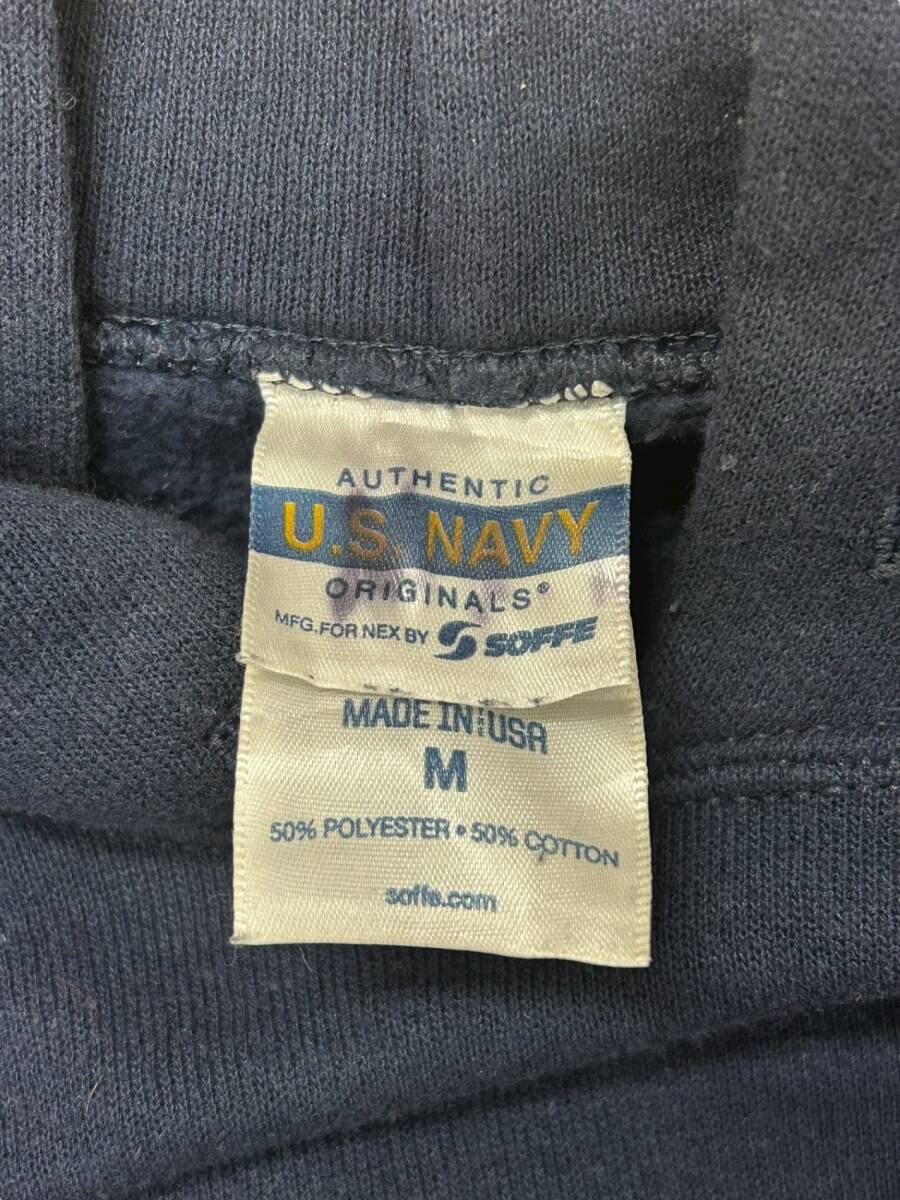 AUTHENTIC
U.S. NAVY
ORIGINALS®
MFG. FOR NEX BY SOFFE
MADE IN USA
M
50% POLYESTER • 50% COTTON
soffe.com